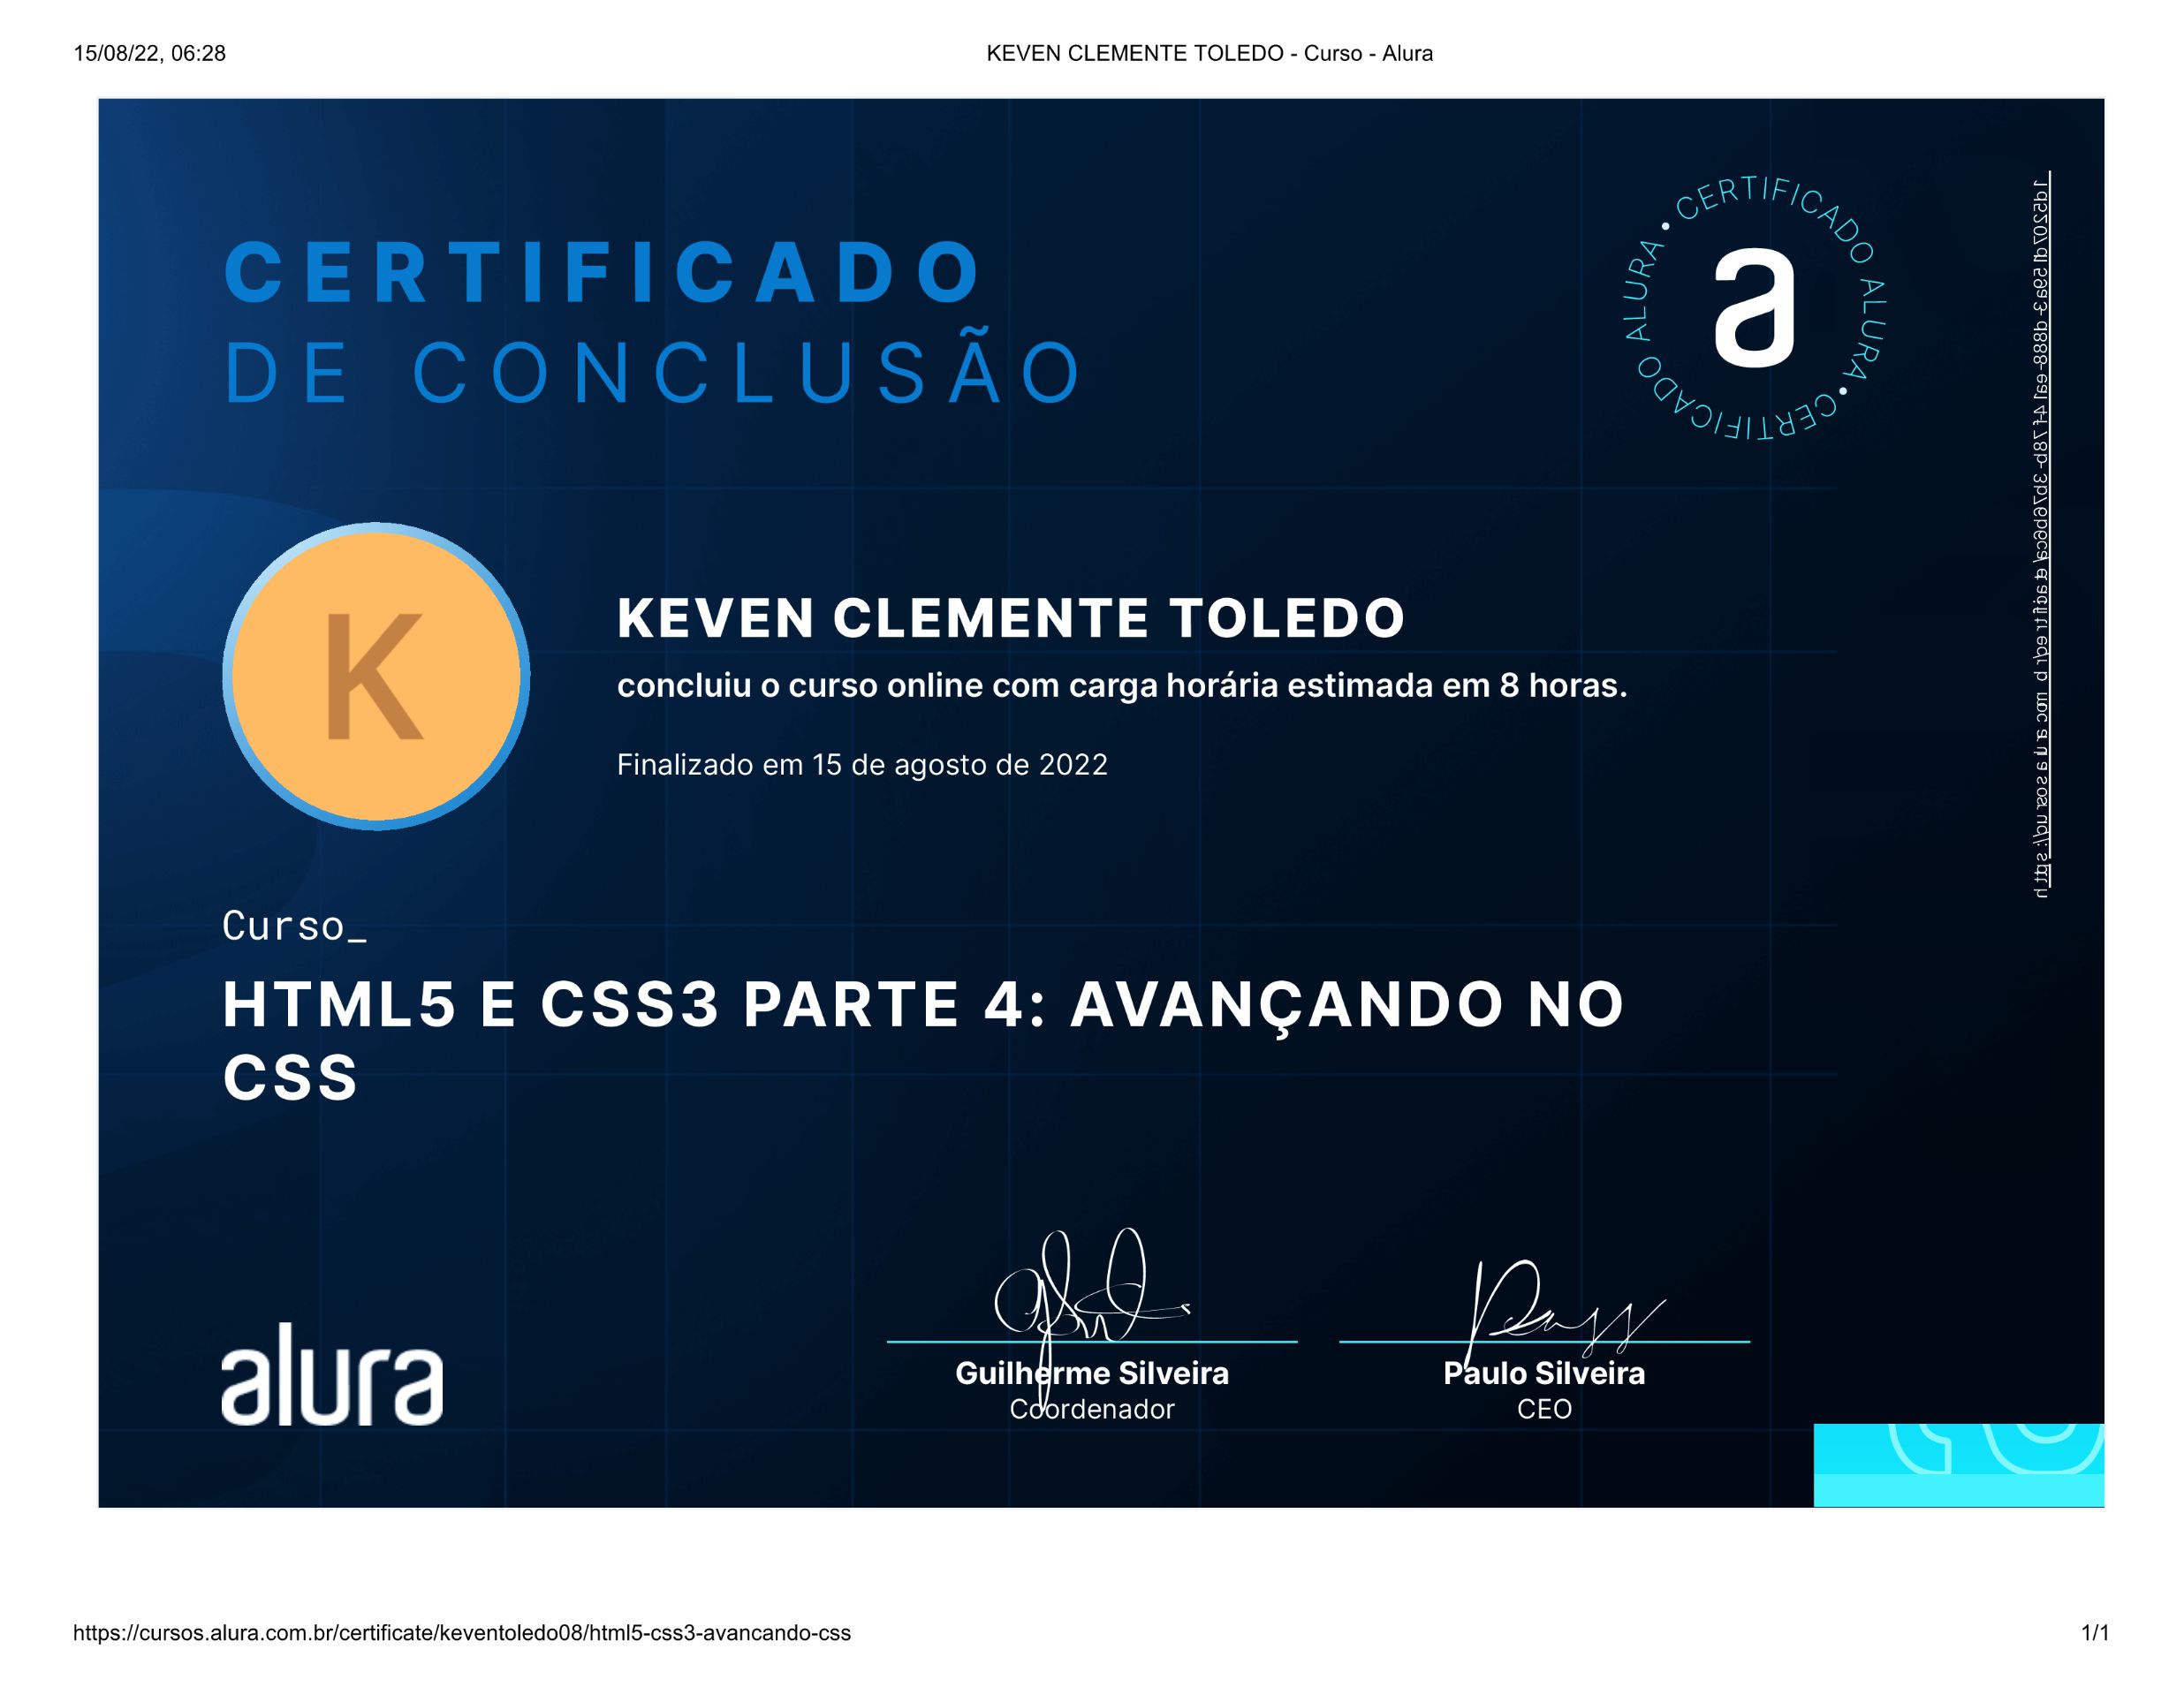 15/08/22, 06:28
KEVEN CLEMENTE TOLEDO - Curso - Alura
CERTIFICADO
DE CONCLUSÃO
CERTIFICADO ALURA • CERTIFICADO ALURA •
a
K
KEVEN CLEMENTE TOLEDO
concluiu o curso online com carga horária estimada em 8 horas.
Finalizado em 15 de agosto de 2022
Curso_
HTML5 E CSS3 PARTE 4: AVANÇANDO NO
CSS
alura
Guilherme Silveira
Coordenador
Paulo Silveira
CEO
https://cursos.alura.com.br/certificate/keventoledo08/html5-css3-avancando-css
1/1